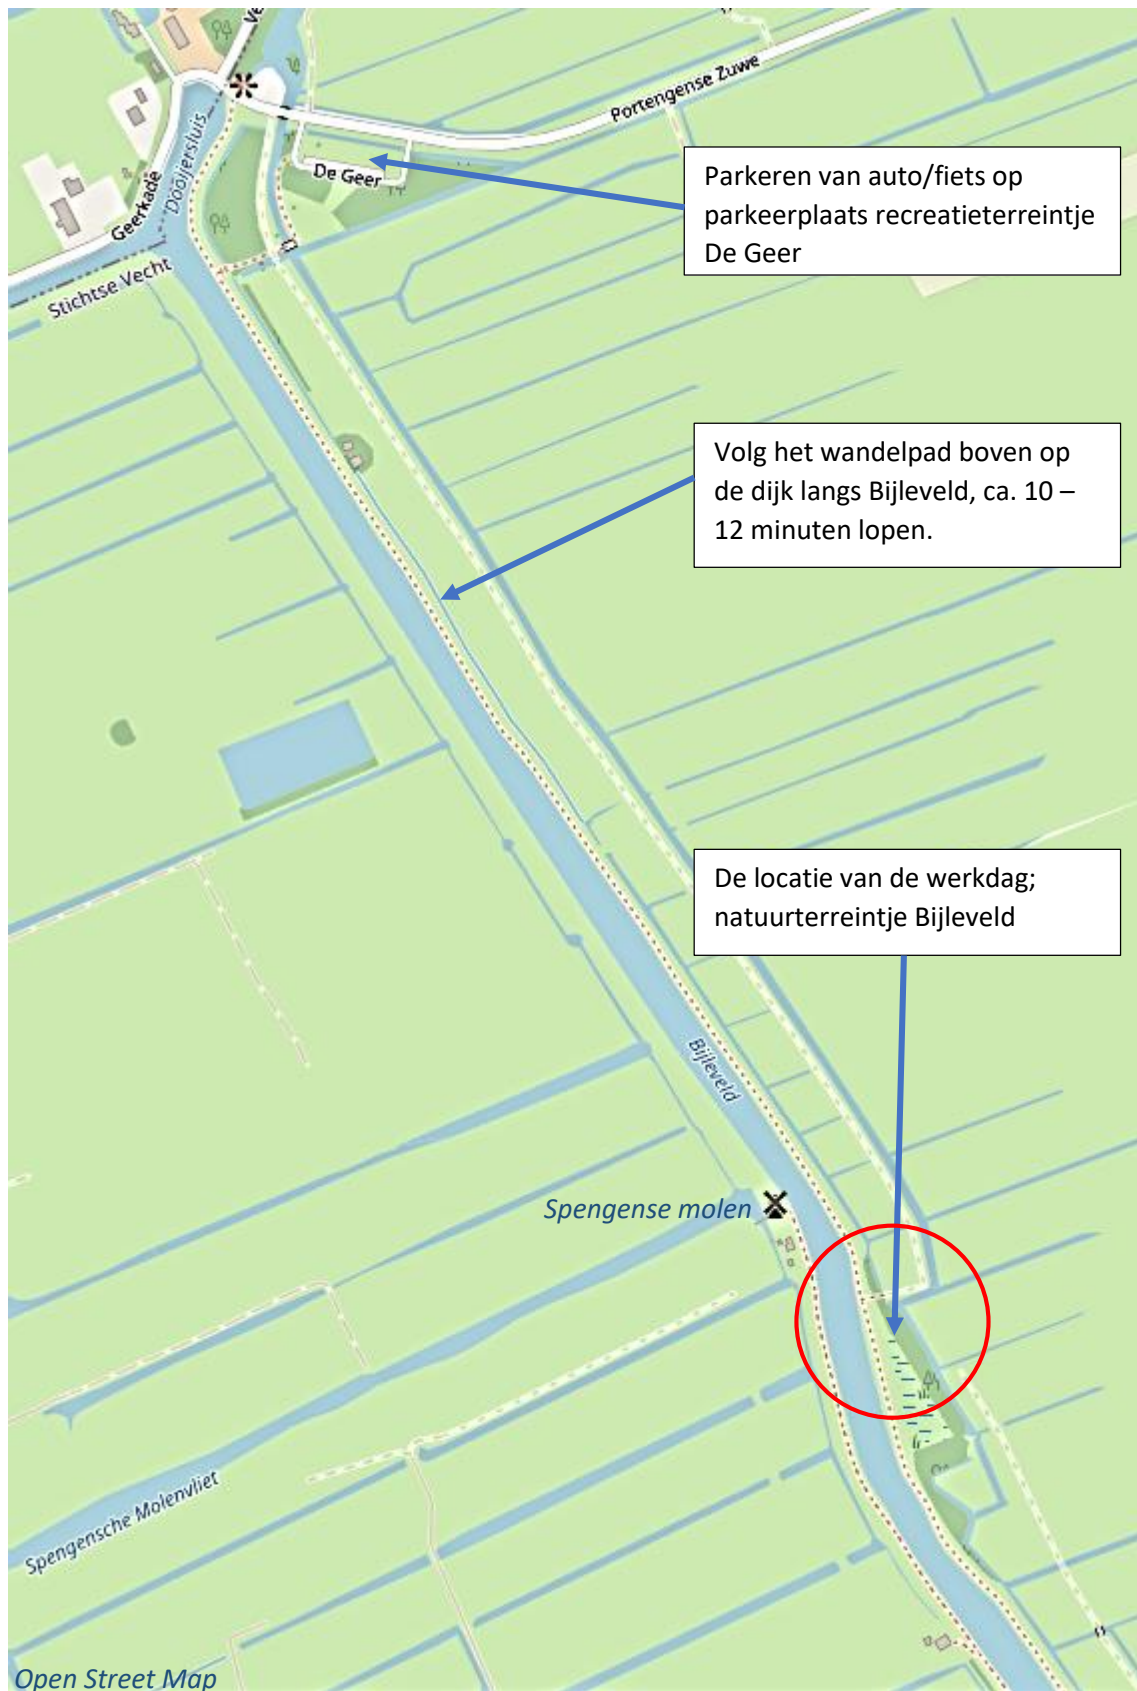 Ve
Portengense Zuwe
Dooijersluis
De Geer
Geerkade
Parkeren van auto/fiets op
parkeerplaats recreatieterreintje
De Geer
Stichtse Vecht
Volg het wandelpad boven op
de dijk langs Bijleveld, ca. 10 –
12 minuten lopen.
De locatie van de werkdag;
natuurterreintje Bijleveld
Bijleveld
Spengense molen
Spengensche Molenvliet
Open Street Map